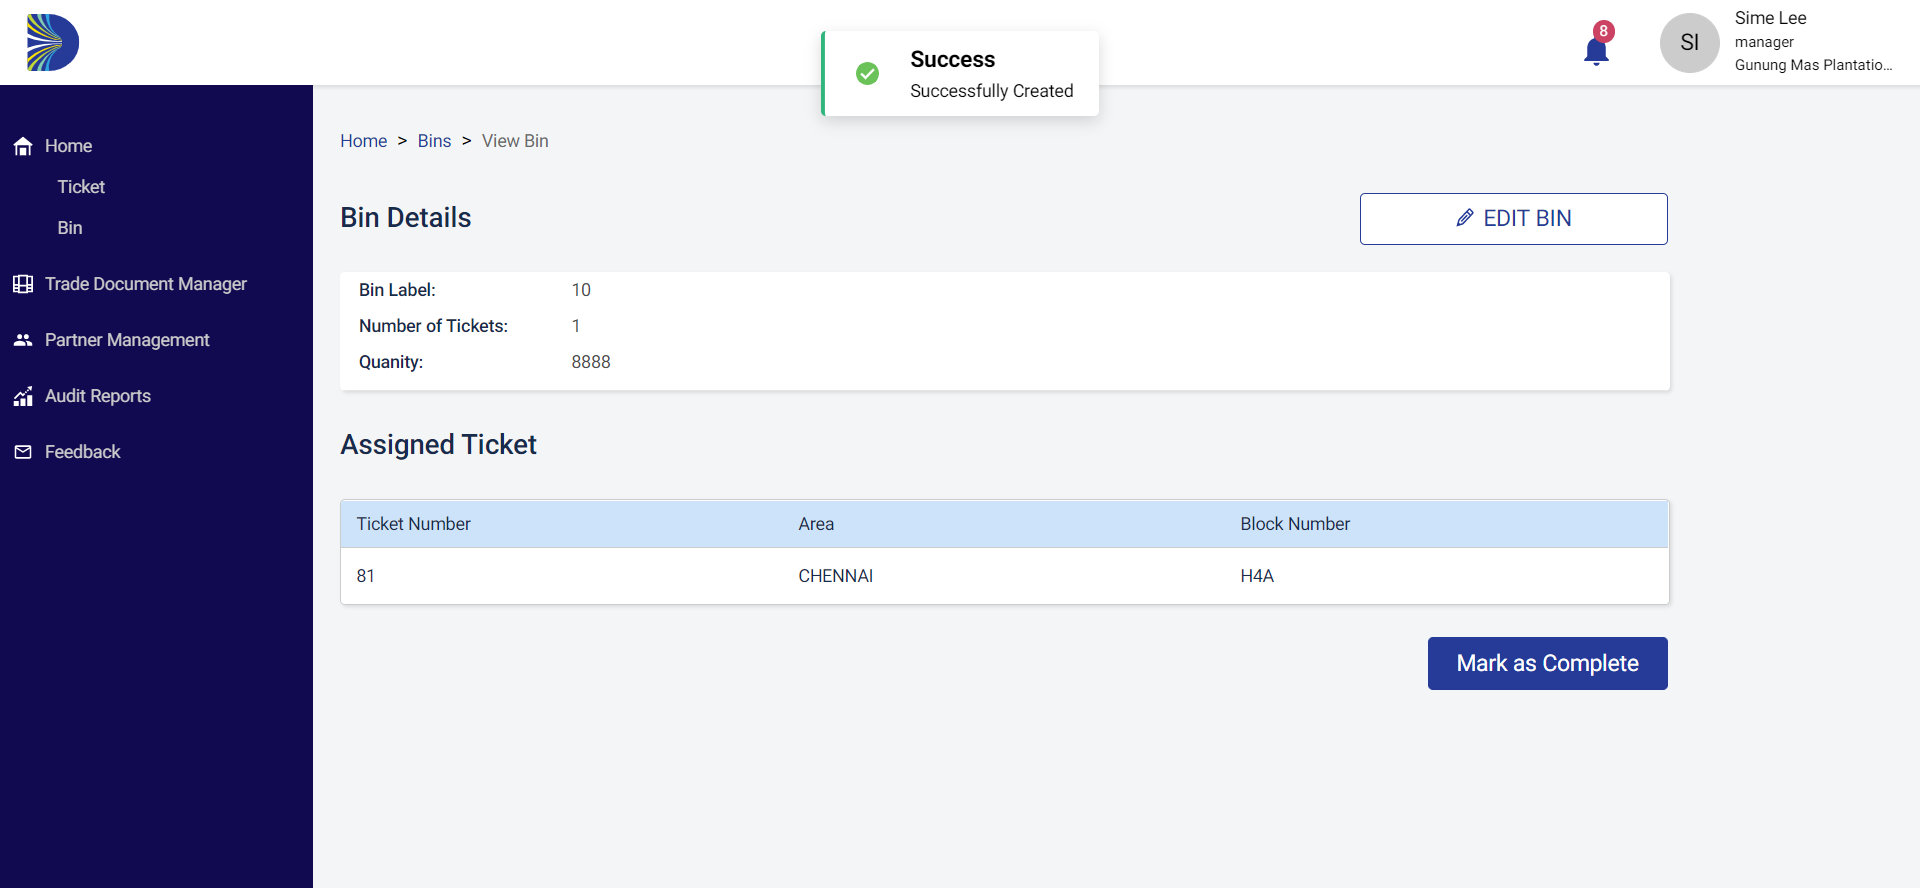 Success
Successfully Created
8
SI
Sime Lee
manager
Gunung Mas Plantatio...
Home
Ticket
Bin
Trade Document Manager
Partner Management
Audit Reports
Feedback
Home > Bins > View Bin
Bin Details
EDIT BIN
Bin Label: 10
Number of Tickets: 1
Quanity: 8888
Assigned Ticket
Ticket Number Area Block Number
81 CHENNAI H4A
Mark as Complete